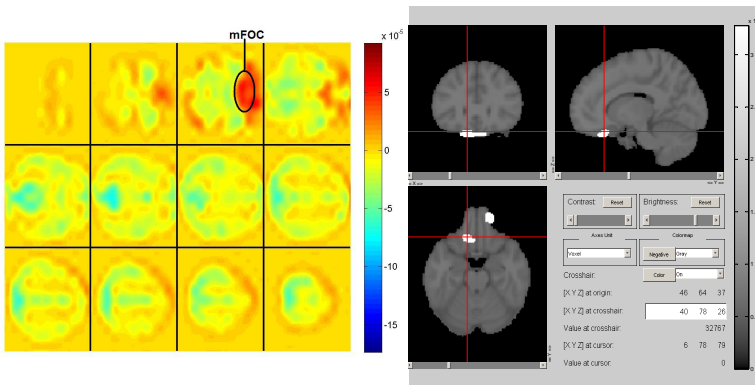 mFOC
x 10-5
5
0
-5
-10
-15
<< X >>
<< Y >>
Contrast: Reset
Brightness: Reset
Axes Unit
Colormap
Voxel
Negative Gray
Crosshair: Color On
[X Y Z] at origin: 46 64 37
[X Y Z] at crosshair: 40 78 26
Value at crosshair: 32767
[X Y Z] at cursor: 6 78 79
Value at cursor: 0